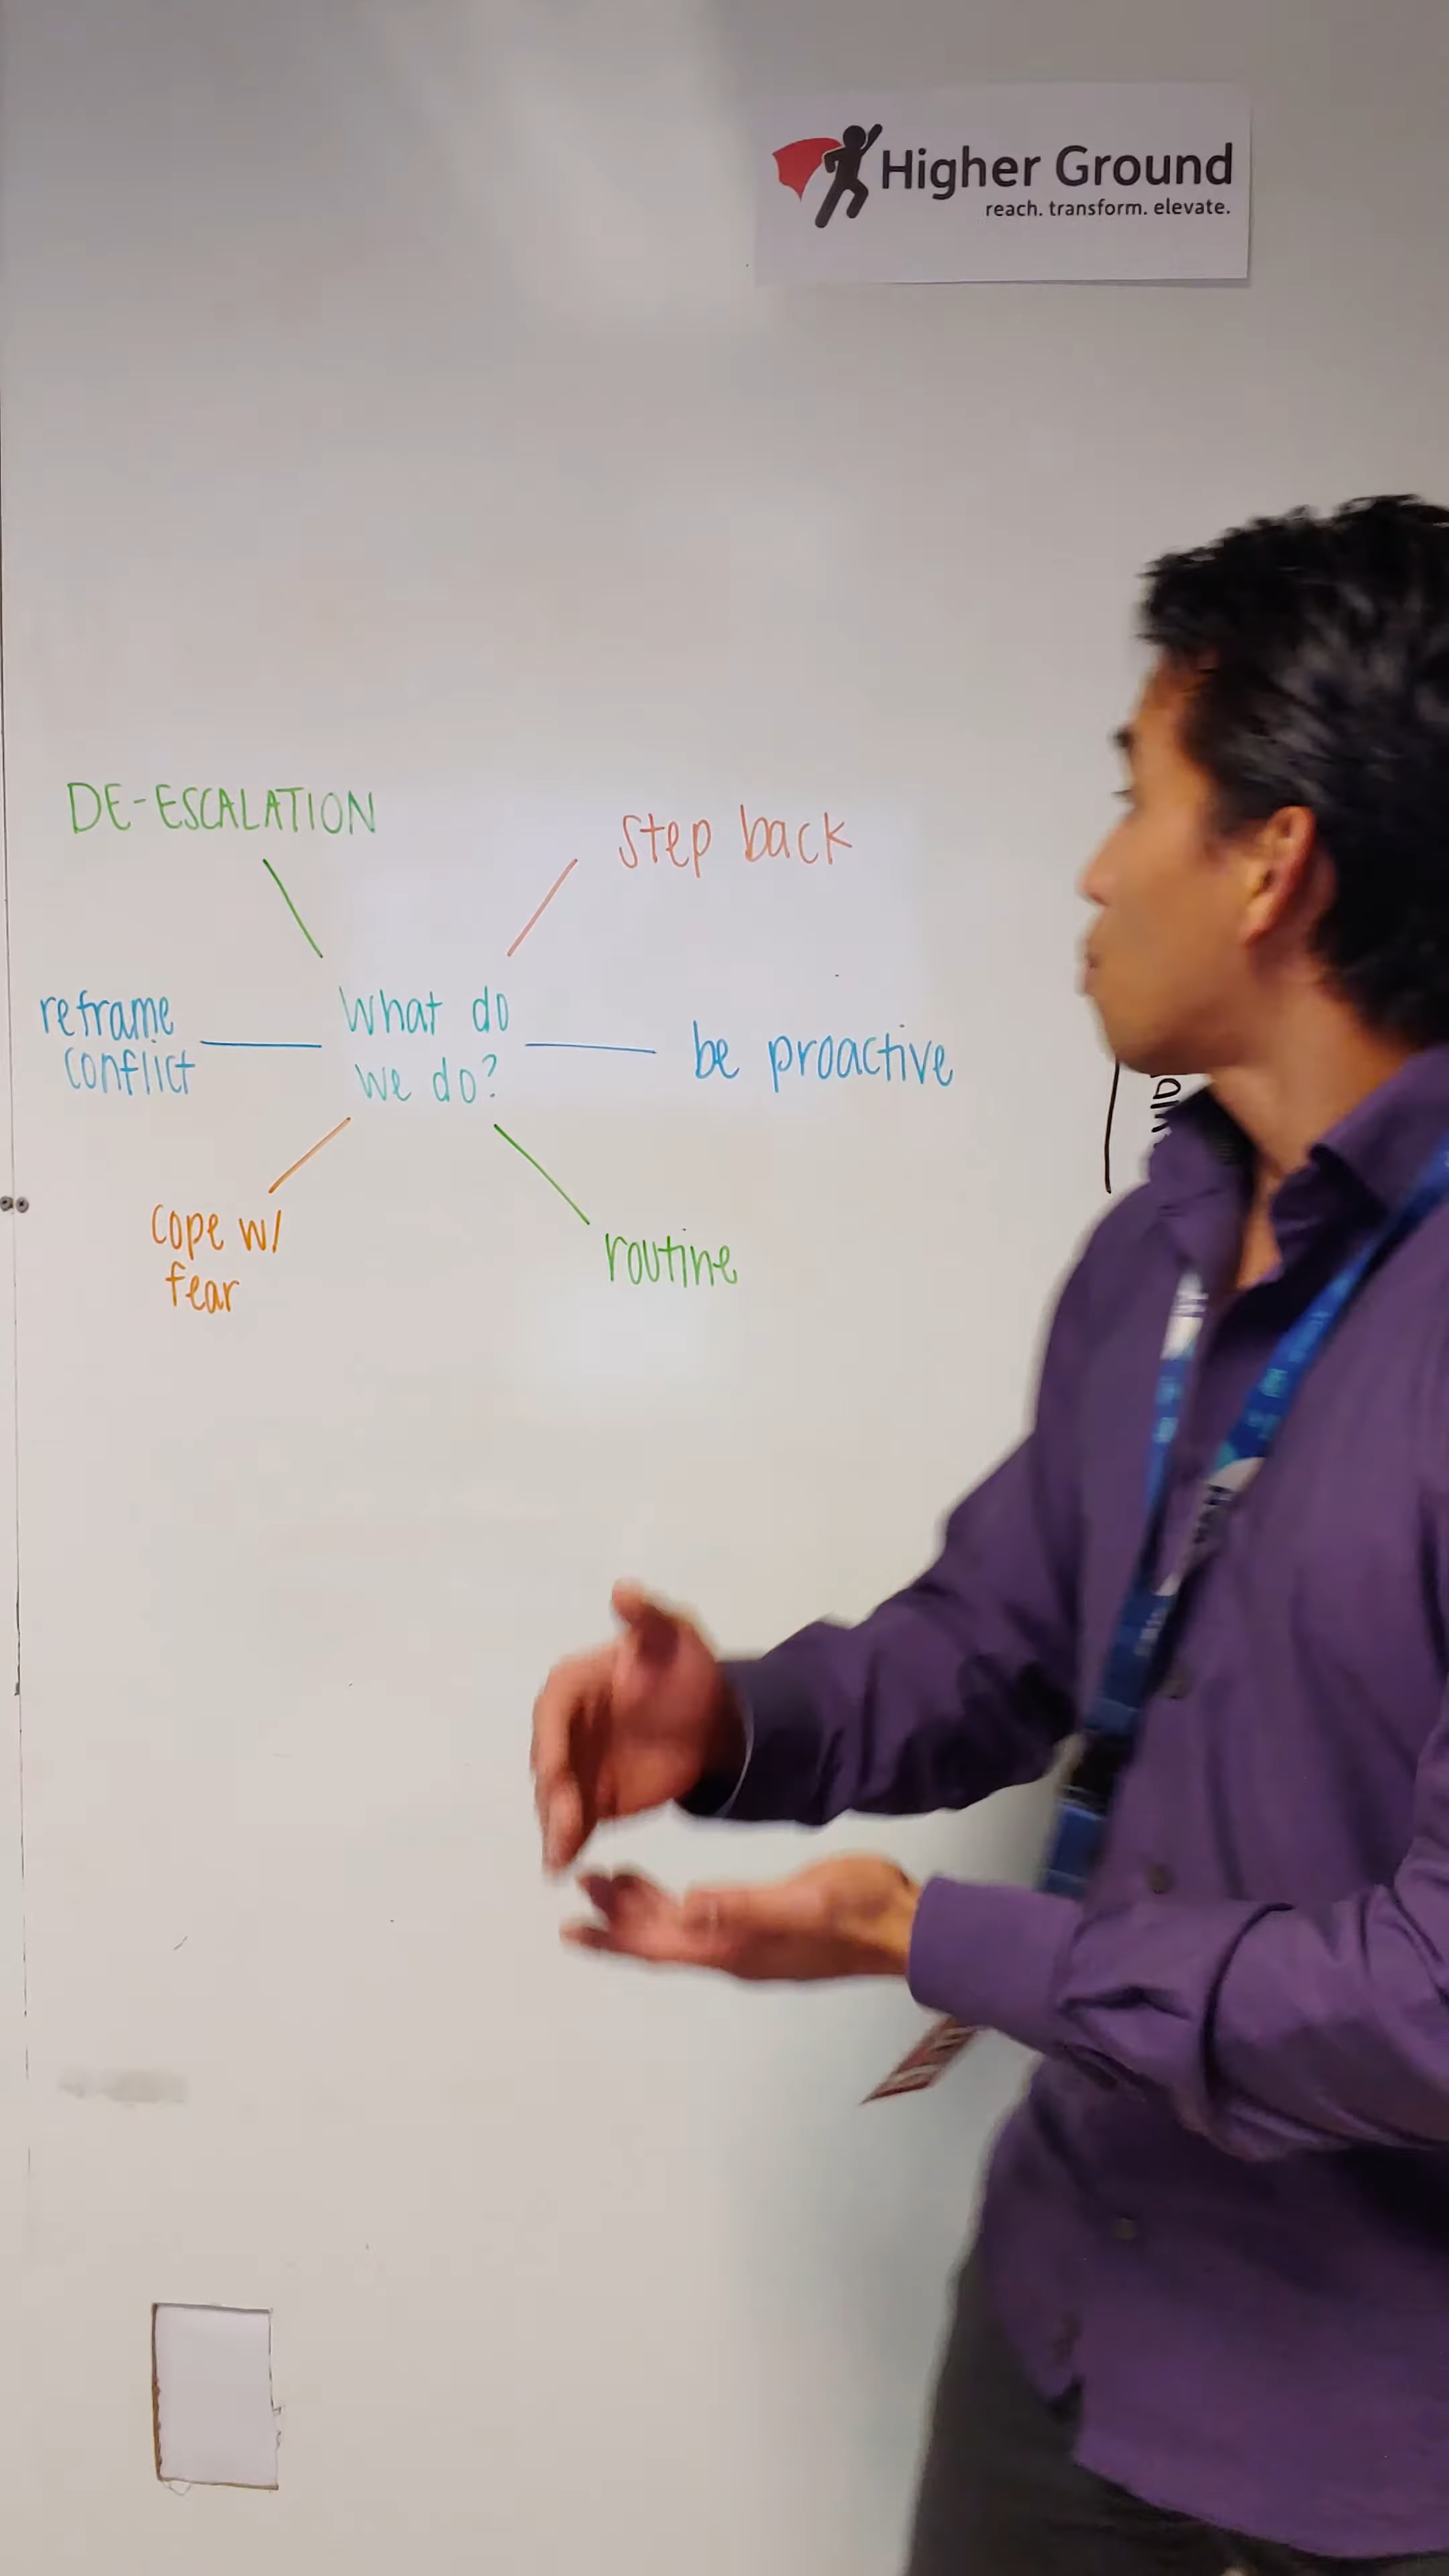 Higher Ground
reach. transform. elevate.
DE-ESCALATION
step back
reframe
conflict
What do
we do?
be proactive
cope w/
fear
routine